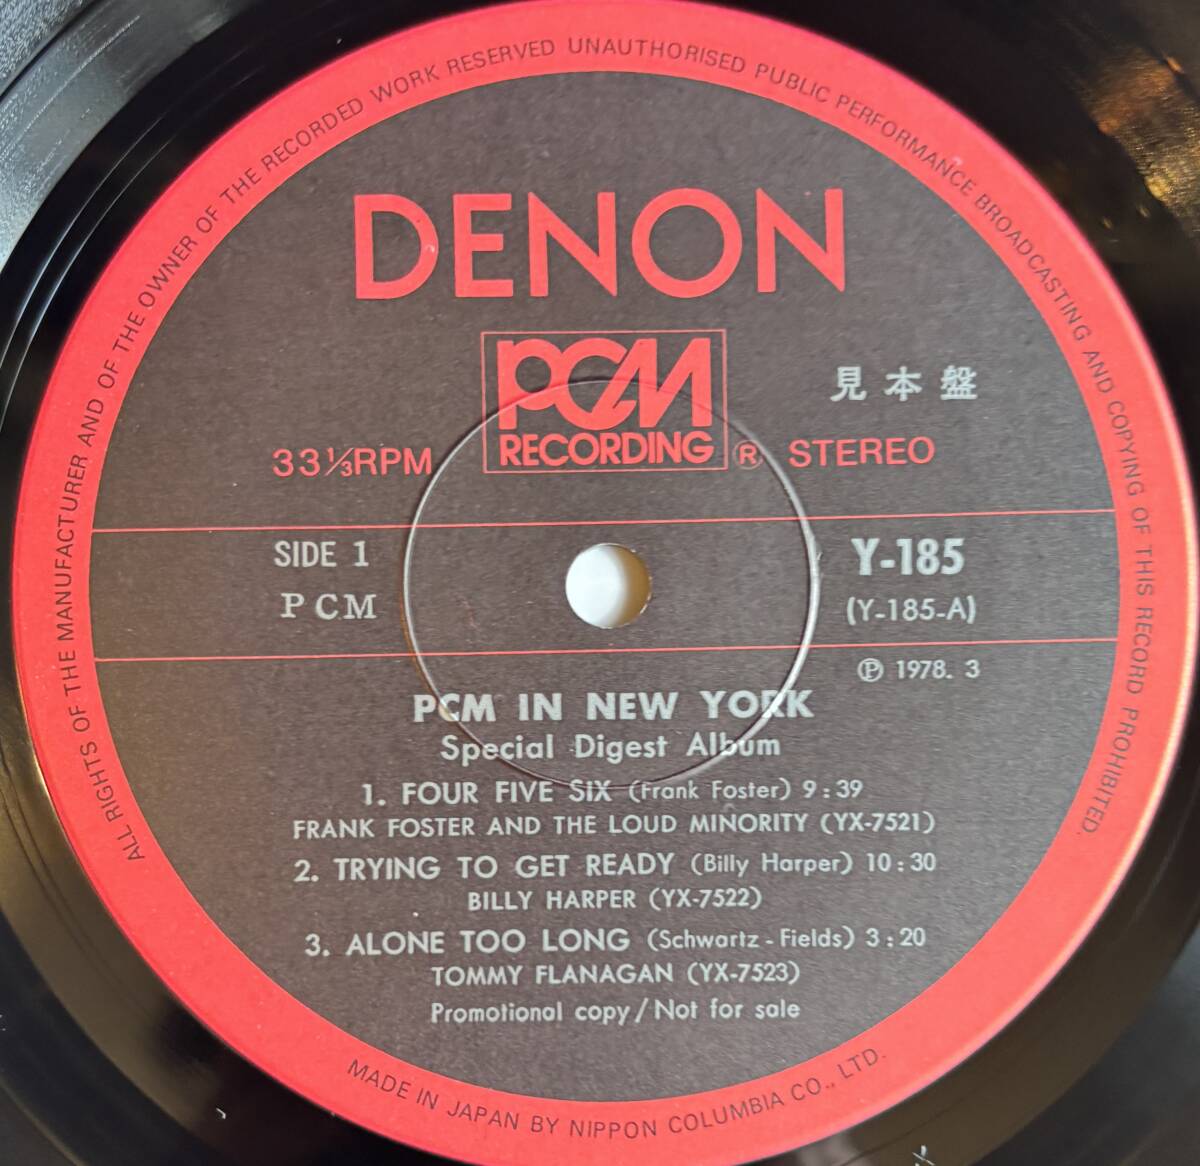 ALL RIGHTS OF THE MANUFACTURER AND OF THE OWNER OF THE RECORDED WORK RESERVED UNAUTHORISED PUBLIC PERFORMANCE BROADCASTING AND COPYING OF THIS RECORD PROHIBITED.
DENON
PCM
RECORDING
見本盤
33⅓RPM
® STEREO
SIDE 1
Y-185
PCM
(Y-185-A)
Ⓟ 1978. 3
PCM IN NEW YORK
Special Digest Album
1. FOUR FIVE SIX (Frank Foster) 9:39
FRANK FOSTER AND THE LOUD MINORITY (YX-7521)
2. TRYING TO GET READY (Billy Harper) 10:30
BILLY HARPER (YX-7522)
3. ALONE TOO LONG (Schwartz-Fields) 3:20
TOMMY FLANAGAN (YX-7523)
Promotional copy/Not for sale
MADE IN JAPAN BY NIPPON COLUMBIA CO., LTD.